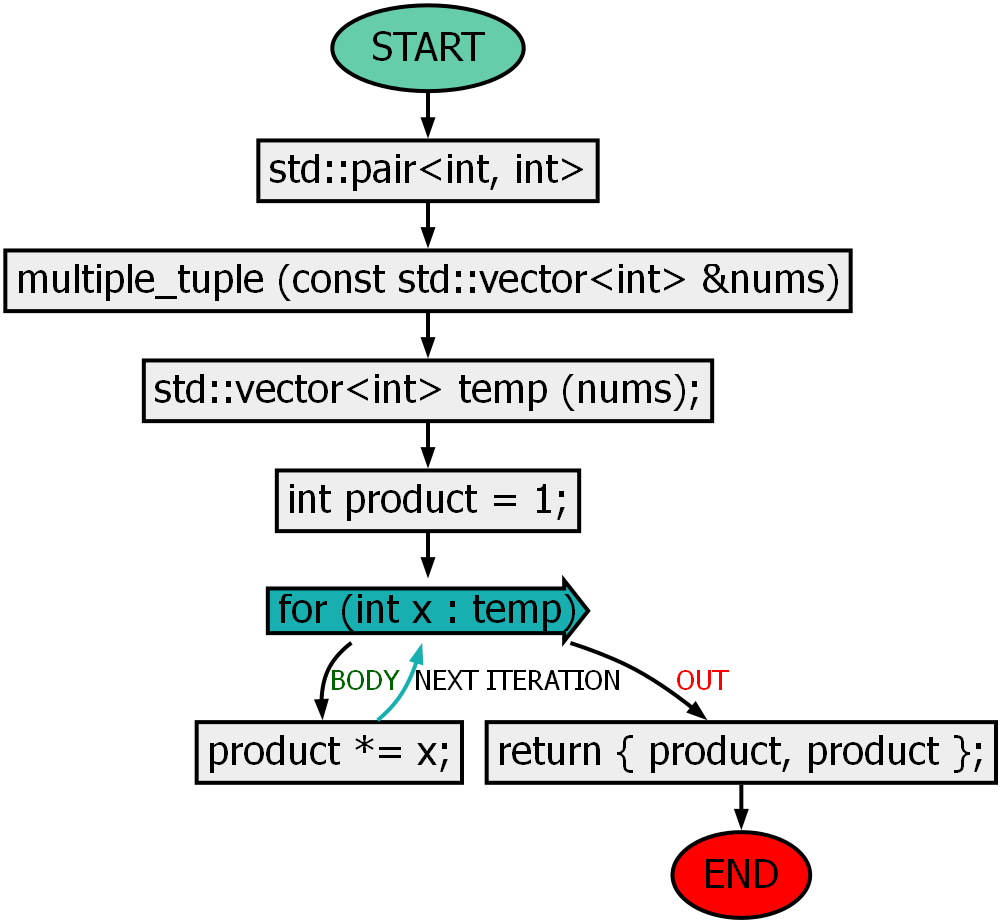 START
std::pair<int, int>
multiple_tuple (const std::vector<int> &nums)
std::vector<int> temp (nums);
int product = 1;
for (int x : temp)
BODY
NEXT ITERATION
OUT
product *= x;
return { product, product };
END